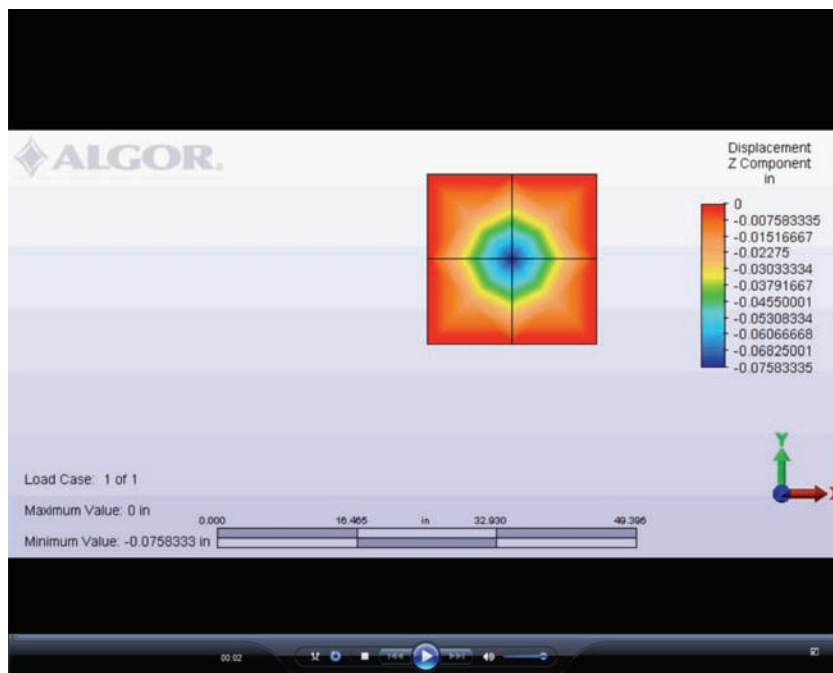 ALGOR
Displacement
Z Component
in
0
-0.007583335
-0.01516667
-0.02275
-0.03033334
-0.03791667
-0.04550001
-0.05308334
-0.06066668
-0.06825001
-0.07583335
Y
X
Load Case: 1 of 1
Maximum Value: 0 in
Minimum Value: -0.0758333 in
0.000 16.465 in 32.930 49.396
00:02